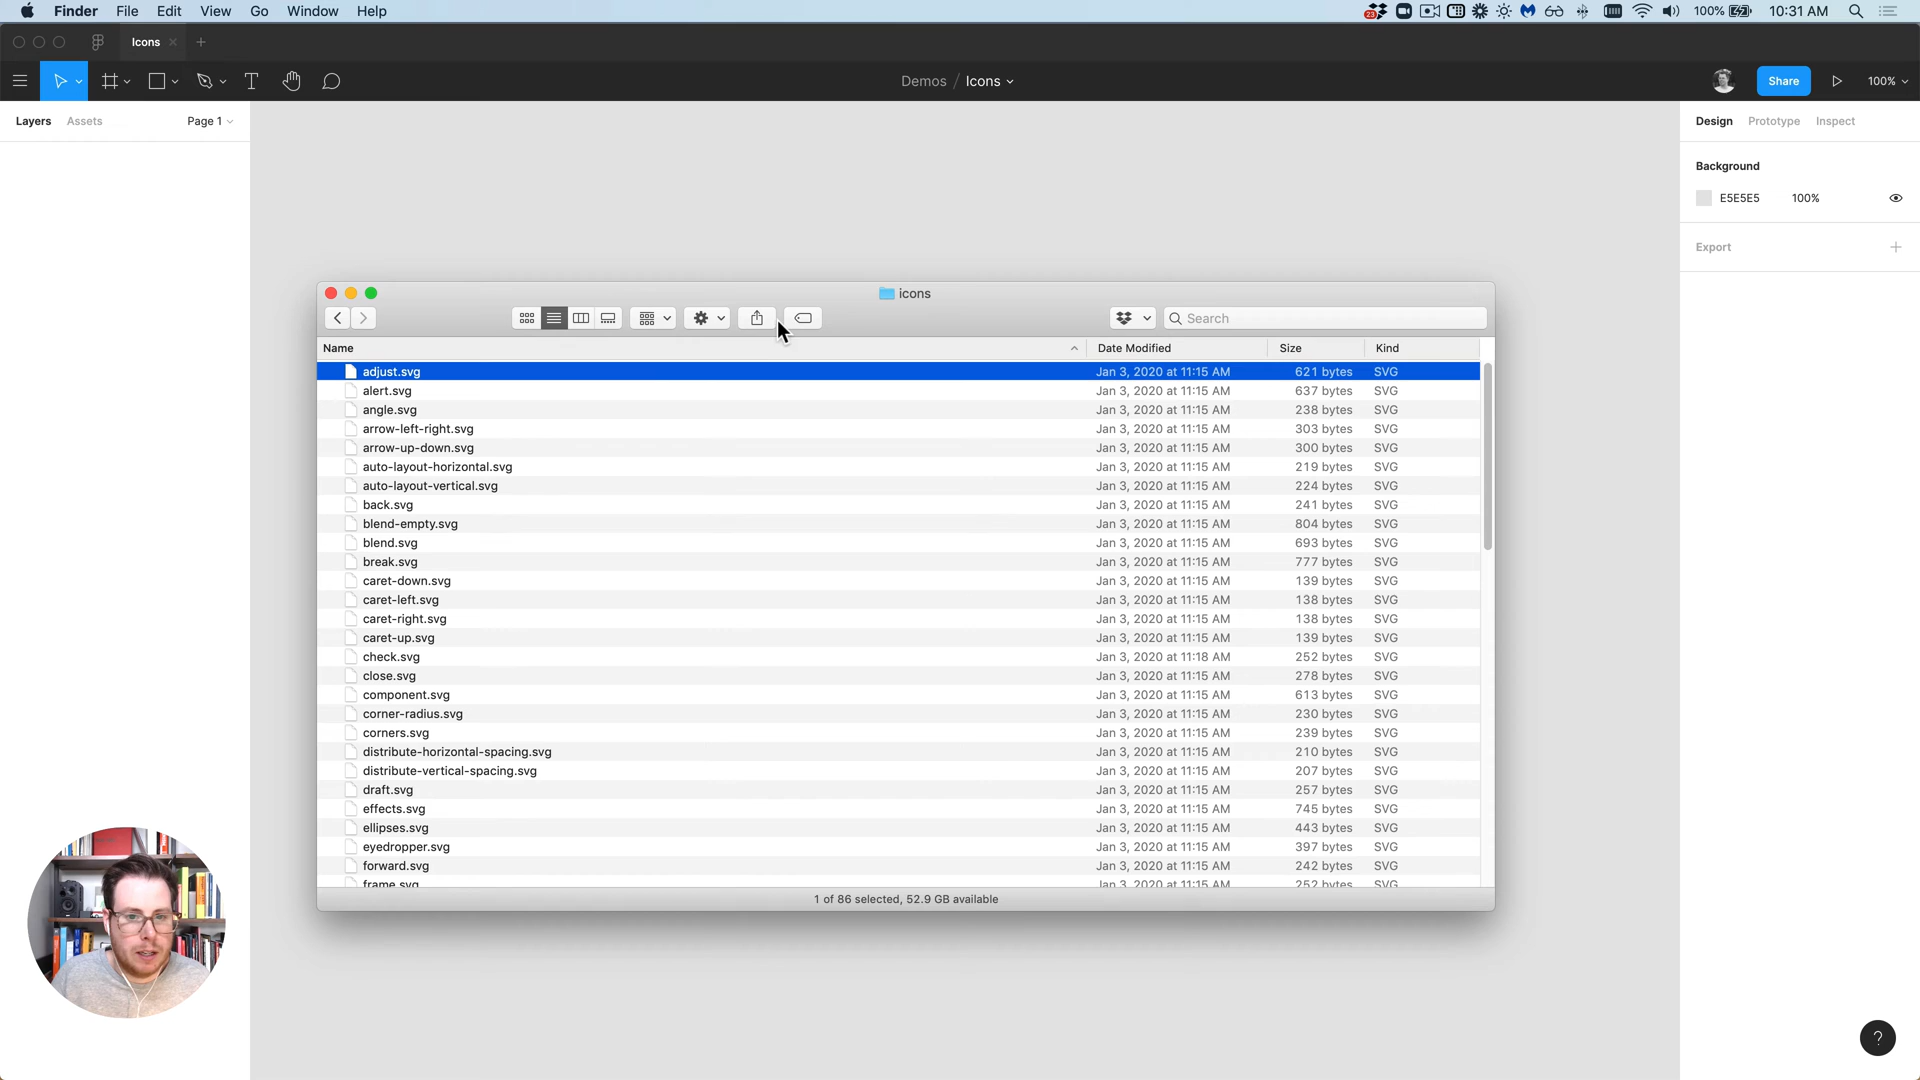 Finder File Edit View Go Window Help
23 100% 10:31 AM
Icons
Demos / Icons
Share
100%
Layers Assets Page 1
Design Prototype Inspect
Background
E5E5E5 100%
Export
icons
Search
Name Date Modified Size Kind
adjust.svg Jan 3, 2020 at 11:15 AM 621 bytes SVG
alert.svg Jan 3, 2020 at 11:15 AM 637 bytes SVG
angle.svg Jan 3, 2020 at 11:15 AM 238 bytes SVG
arrow-left-right.svg Jan 3, 2020 at 11:15 AM 303 bytes SVG
arrow-up-down.svg Jan 3, 2020 at 11:15 AM 300 bytes SVG
auto-layout-horizontal.svg Jan 3, 2020 at 11:15 AM 219 bytes SVG
auto-layout-vertical.svg Jan 3, 2020 at 11:15 AM 224 bytes SVG
back.svg Jan 3, 2020 at 11:15 AM 241 bytes SVG
blend-empty.svg Jan 3, 2020 at 11:15 AM 804 bytes SVG
blend.svg Jan 3, 2020 at 11:15 AM 693 bytes SVG
break.svg Jan 3, 2020 at 11:15 AM 777 bytes SVG
caret-down.svg Jan 3, 2020 at 11:15 AM 139 bytes SVG
caret-left.svg Jan 3, 2020 at 11:15 AM 138 bytes SVG
caret-right.svg Jan 3, 2020 at 11:15 AM 138 bytes SVG
caret-up.svg Jan 3, 2020 at 11:15 AM 139 bytes SVG
check.svg Jan 3, 2020 at 11:18 AM 252 bytes SVG
close.svg Jan 3, 2020 at 11:15 AM 278 bytes SVG
component.svg Jan 3, 2020 at 11:15 AM 613 bytes SVG
corner-radius.svg Jan 3, 2020 at 11:15 AM 230 bytes SVG
corners.svg Jan 3, 2020 at 11:15 AM 239 bytes SVG
distribute-horizontal-spacing.svg Jan 3, 2020 at 11:15 AM 210 bytes SVG
distribute-vertical-spacing.svg Jan 3, 2020 at 11:15 AM 207 bytes SVG
draft.svg Jan 3, 2020 at 11:15 AM 257 bytes SVG
effects.svg Jan 3, 2020 at 11:15 AM 745 bytes SVG
ellipses.svg Jan 3, 2020 at 11:15 AM 443 bytes SVG
eyedropper.svg Jan 3, 2020 at 11:15 AM 397 bytes SVG
forward.svg Jan 3, 2020 at 11:15 AM 242 bytes SVG
frame.svg Jan 3, 2020 at 11:15 AM 252 bytes SVG
1 of 86 selected, 52.9 GB available
?